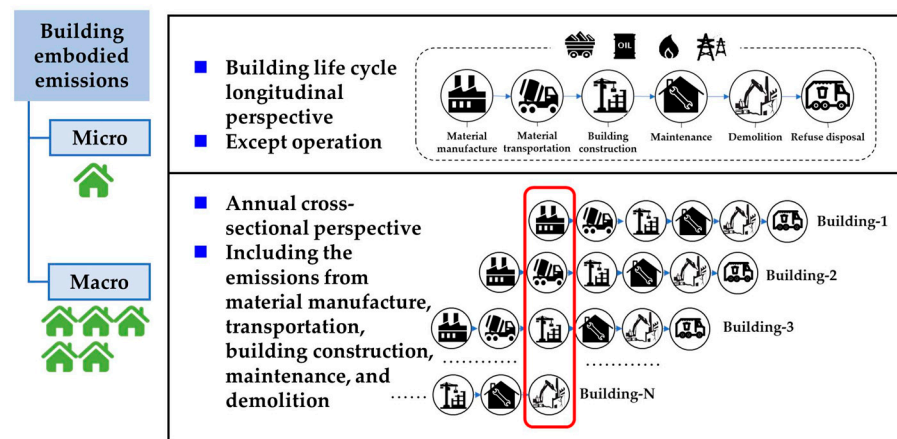 Building
embodied
emissions
Micro
Macro
■ Building life cycle
longitudinal
perspective
■ Except operation
OIL
Material
manufacture
Material
transportation
Building
construction
Maintenance
Demolition
Refuse disposal
■ Annual cross-
sectional perspective
■ Including the
emissions from
material manufacture,
transportation,
building construction,
maintenance, and
demolition
Building-1
Building-2
Building-3
............
............
......
Building-N